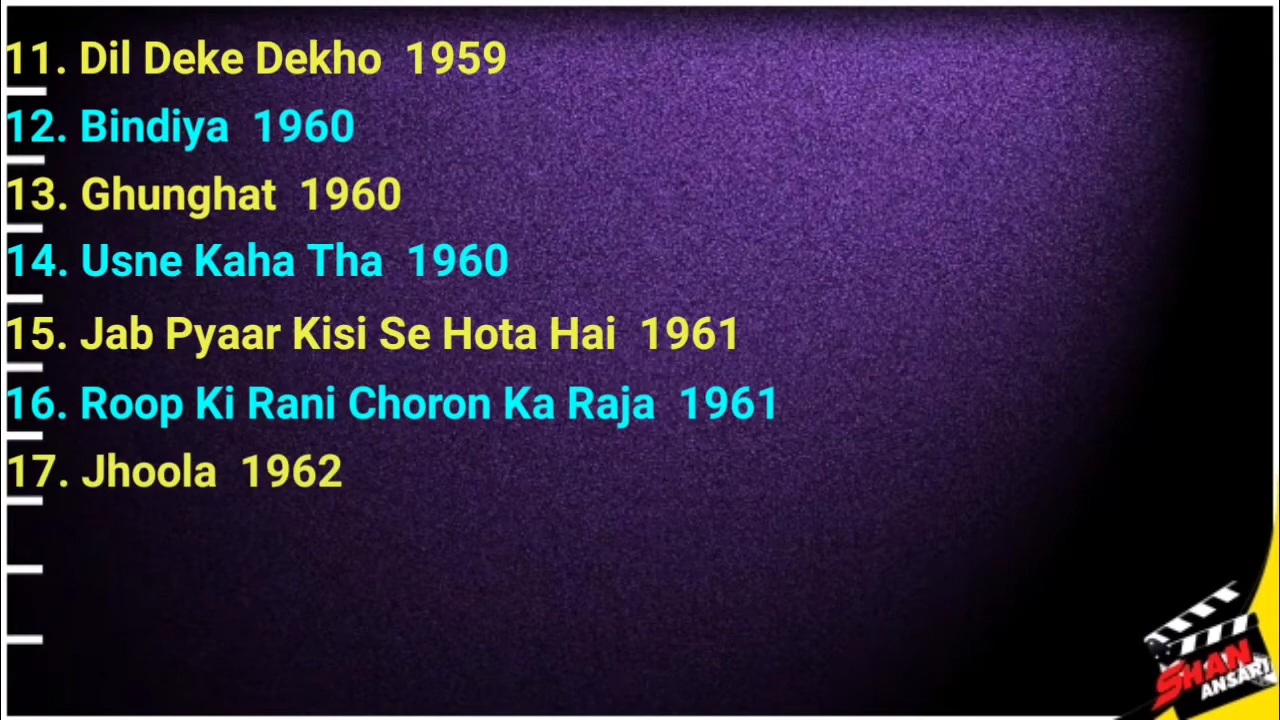 11. Dil Deke Dekho 1959
12. Bindiya 1960
13. Ghunghat 1960
14. Usne Kaha Tha 1960
15. Jab Pyaar Kisi Se Hota Hai 1961
16. Roop Ki Rani Choron Ka Raja 1961
17. Jhoola 1962
SHAN
ANSARI